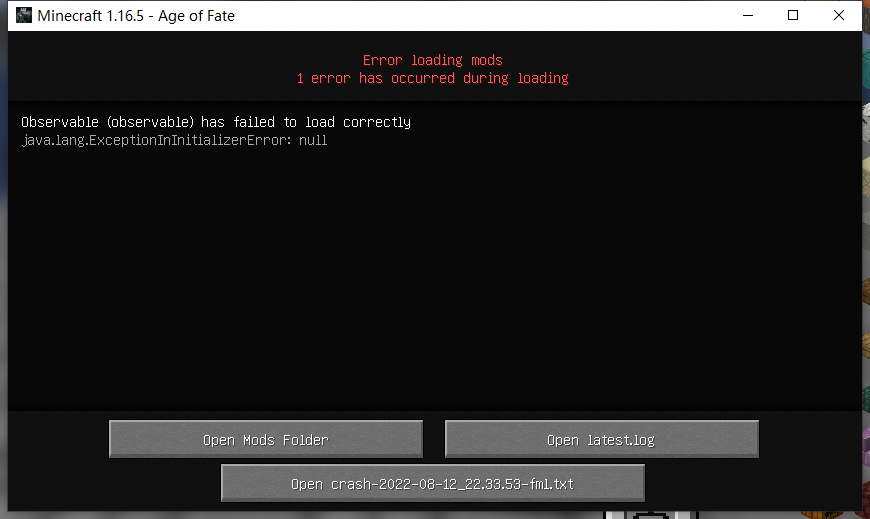 Minecraft 1.16.5 - Age of Fate
Error loading mods
1 error has occurred during loading
Observable (observable) has failed to load correctly
java.lang.ExceptionInInitializerError: null
Open Mods Folder
Open latest.log
Open crash-2022-08-12_22.33.53-fml.txt